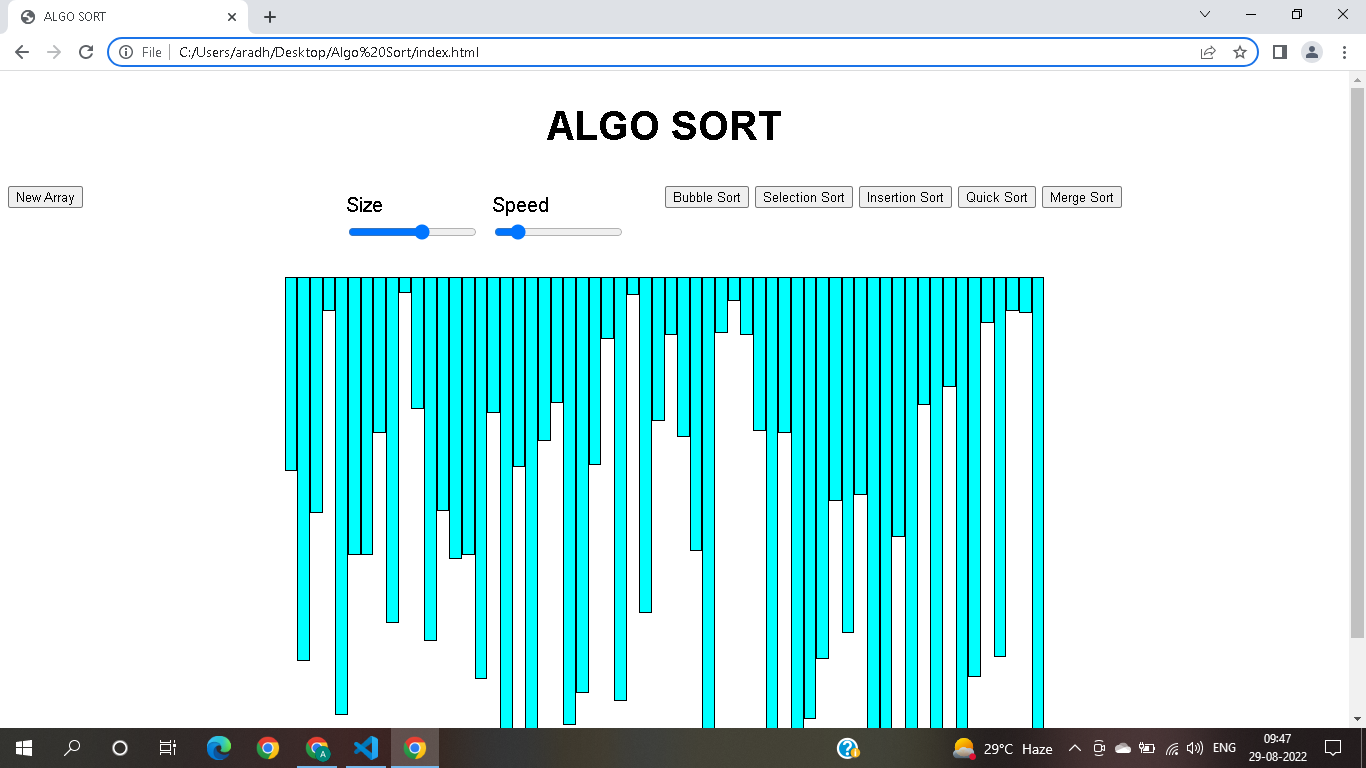 ALGO SORT
File
C:/Users/aradh/Desktop/Algo%20Sort/index.html
ALGO SORT
New Array
Size
Speed
Bubble Sort
Selection Sort
Insertion Sort
Quick Sort
Merge Sort
A
29°C Haze
ENG
09:47
29-08-2022